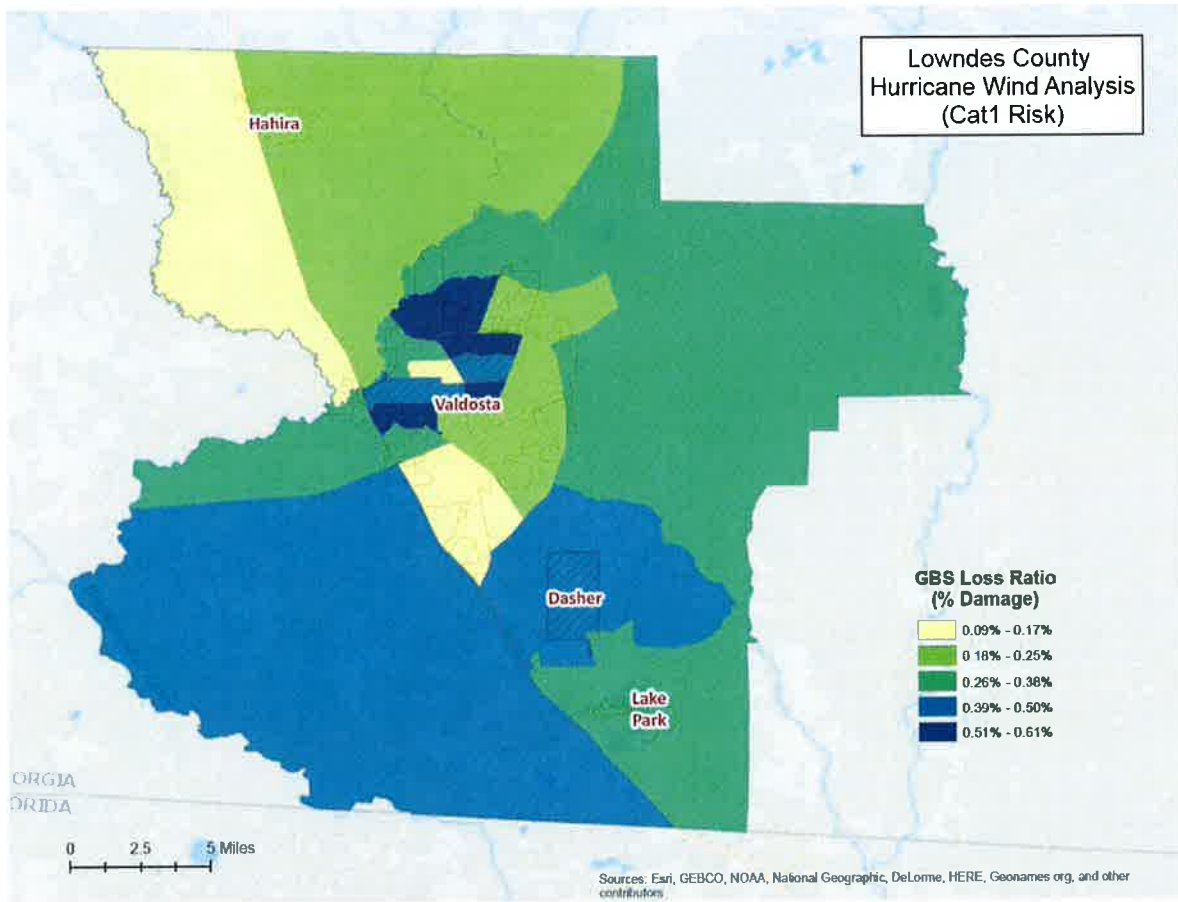 Lowndes County
Hurricane Wind Analysis
(Cat1 Risk)
Hahira
Valdosta
Dasher
Lake
Park
GBS Loss Ratio
(% Damage)
0.09% - 0.17%
0.18% - 0.25%
0.26% - 0.38%
0.39% - 0.50%
0.51% - 0.61%
ORGIA
ORIDA
0 2.5 5 Miles
Sources: Esri, GEBCO, NOAA, National Geographic, DeLorme, HERE, Geonames org, and other
contributors